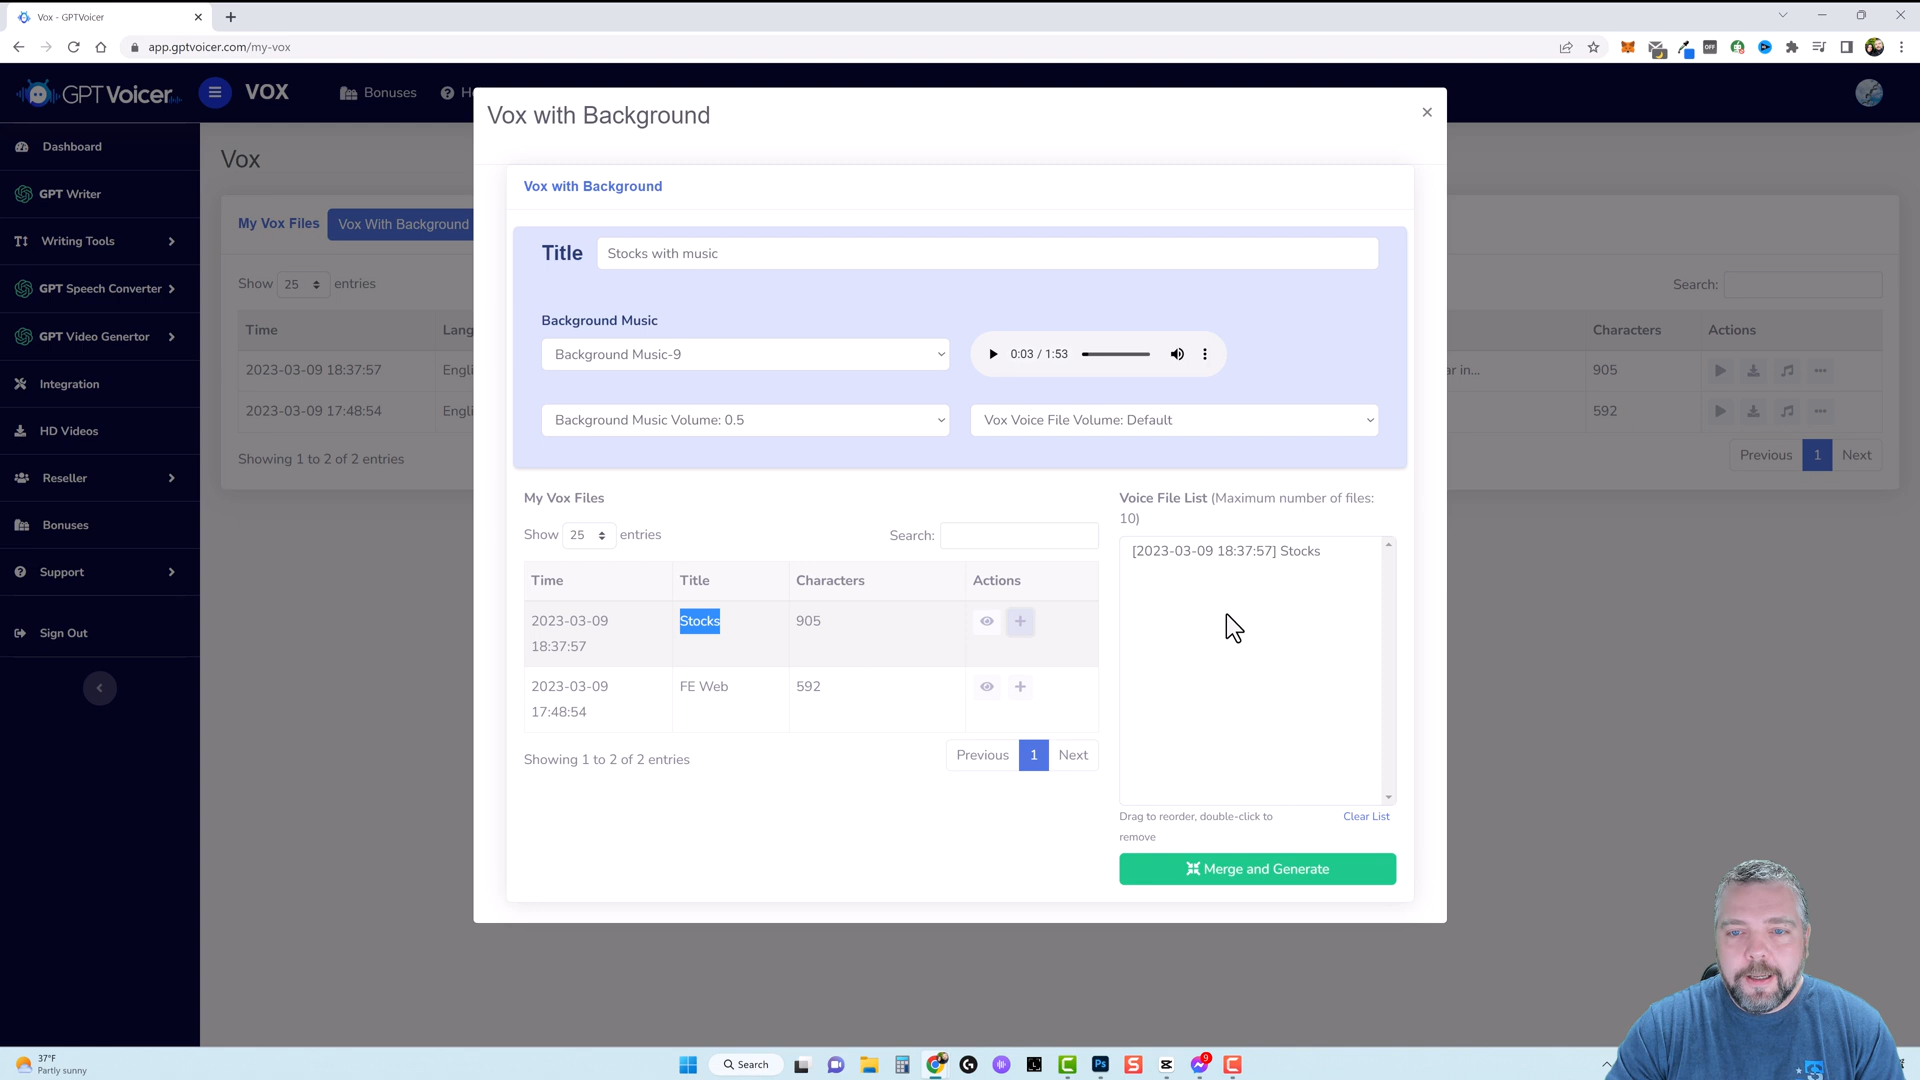 Vox - GPTVoicer
app.gptvoicer.com/my-vox
OFF
GPTVoicer
VOX
Bonuses
Dashboard
GPT Writer
Writing Tools
GPT Speech Converter
GPT Video Genertor
Integration
HD Videos
Reseller
Bonuses
Support
Sign Out
Vox
My Vox Files
Vox With Background
Show 25 entries
Time
2023-03-09 18:37:57
2023-03-09 17:48:54
Showing 1 to 2 of 2 entries
Search:
Characters Actions
905
592
Previous 1 Next
Vox with Background
Vox with Background
Title Stocks with music
Background Music
Background Music-9
0:03 / 1:53
Background Music Volume: 0.5
Vox Voice File Volume: Default
My Vox Files
Show 25 entries
Search:
Time Title Characters Actions
2023-03-09 Stocks 905
18:37:57
2023-03-09 FE Web 592
17:48:54
Showing 1 to 2 of 2 entries
Previous 1 Next
Voice File List (Maximum number of files:
10)
[2023-03-09 18:37:57] Stocks
Drag to reorder, double-click to
remove
Clear List
Merge and Generate
37°F
Partly sunny
Search
Ps
9